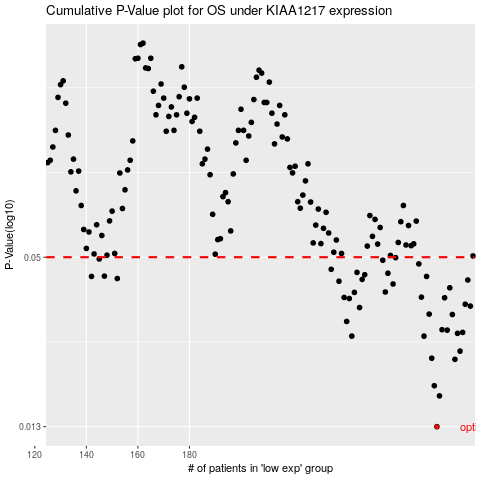 Cumulative P-Value plot for OS under KIAA1217 expression
P-Value(log10)
0.05
0.013
opti
120 140 160 180
# of patients in 'low exp' group